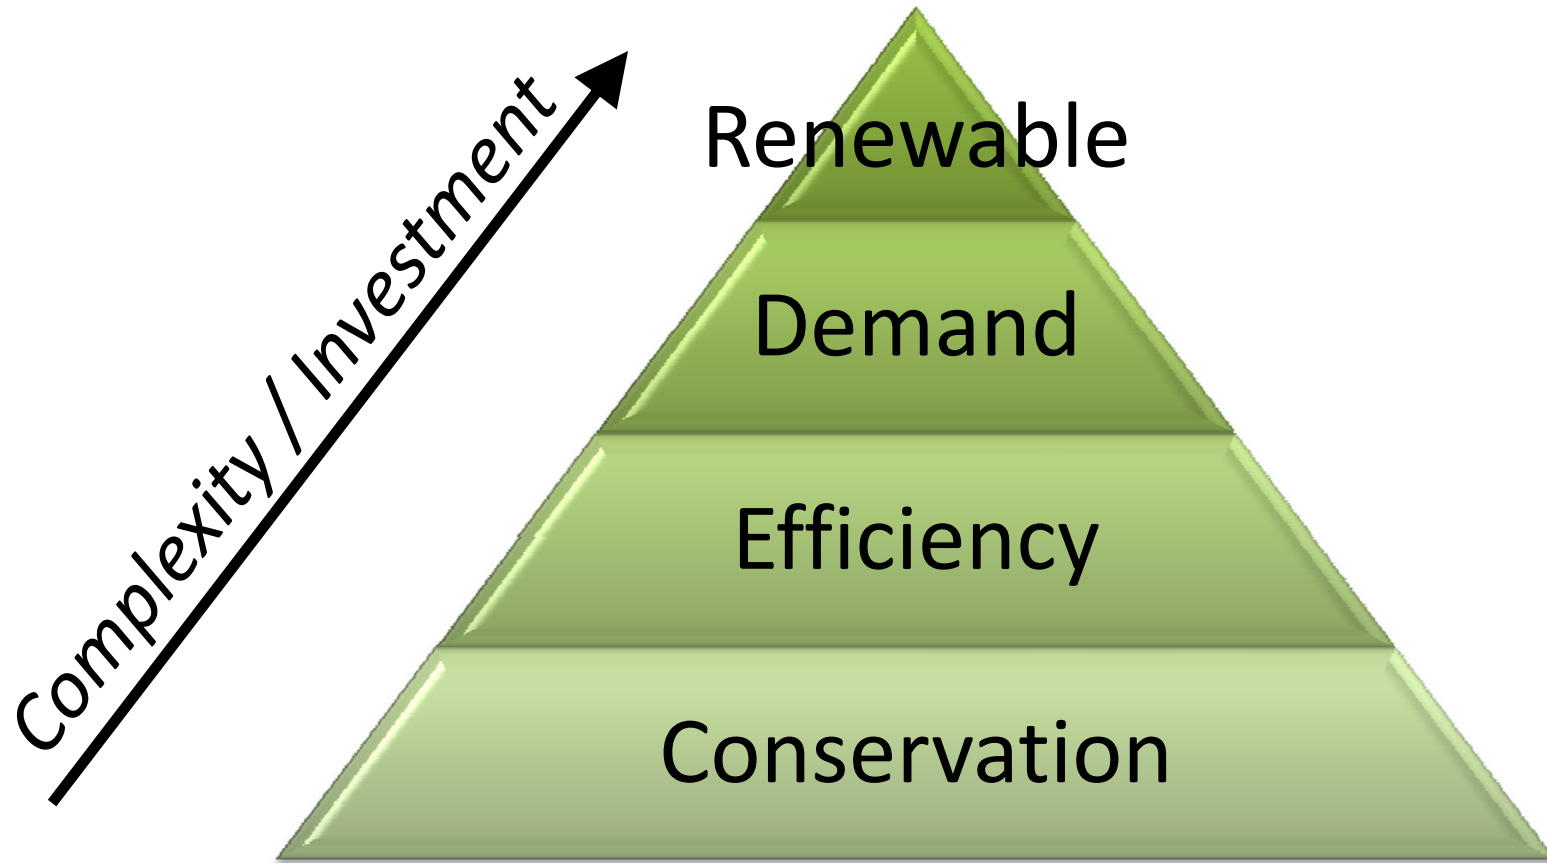 Complexity / Investment
Renewable
Demand
Efficiency
Conservation